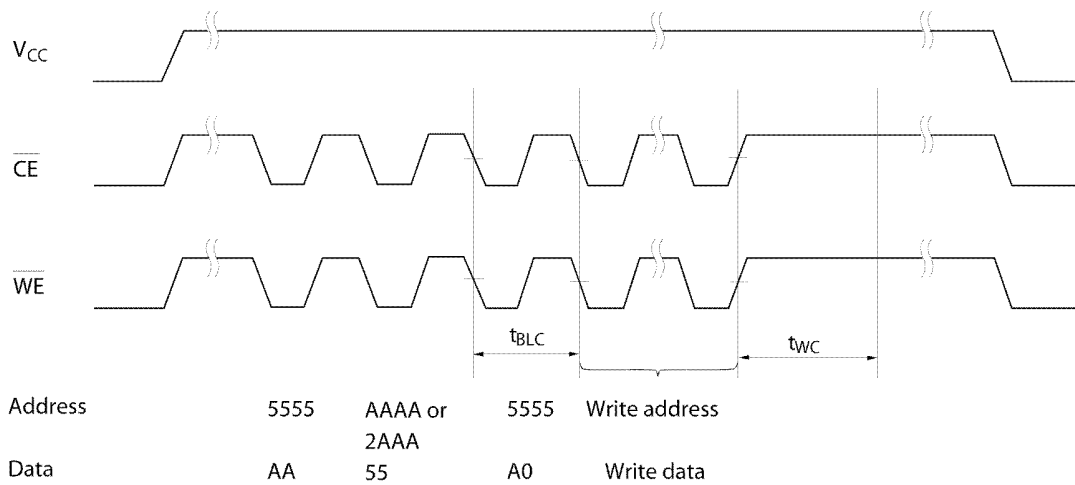 VCC
CE
WE
tBLC
tWC
Address 5555 AAAA or 5555 Write address
2AAA
Data AA 55 A0 Write data